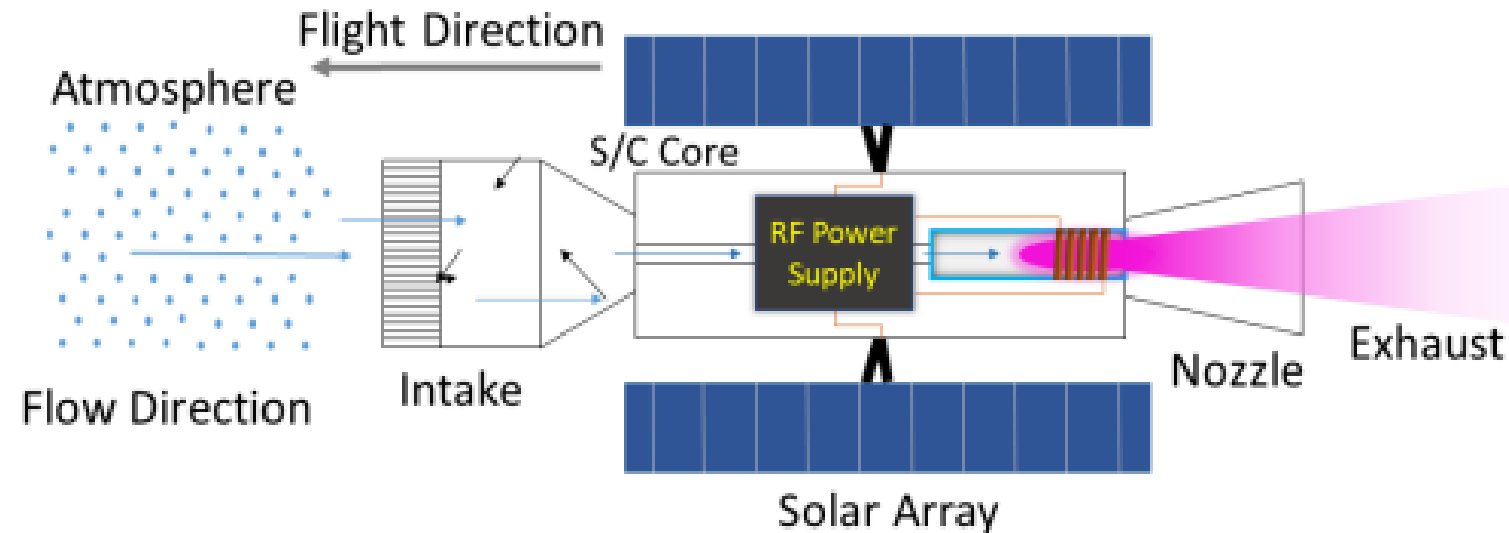 Flight Direction
Atmosphere
S/C Core
RF Power
Supply
Intake
Flow Direction
Nozzle
Exhaust
Solar Array